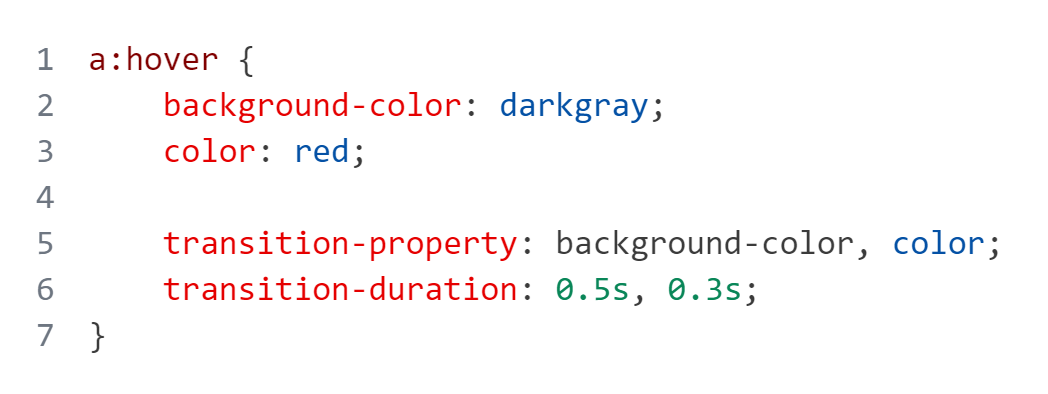 1 a:hover {
2     background-color: darkgray;
3     color: red;
4
5     transition-property: background-color, color;
6     transition-duration: 0.5s, 0.3s;
7 }